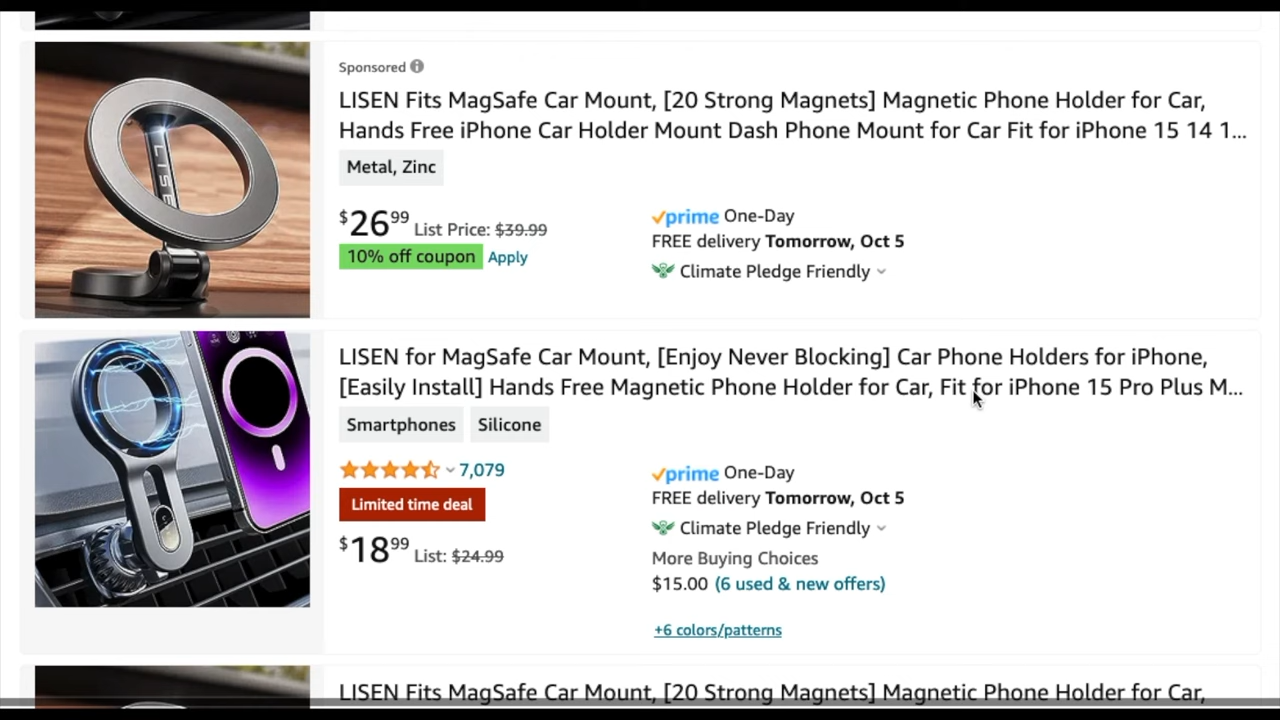 Sponsored
LISEN Fits MagSafe Car Mount, [20 Strong Magnets] Magnetic Phone Holder for Car,
Hands Free iPhone Car Holder Mount Dash Phone Mount for Car Fit for iPhone 15 14 1...
Metal, Zinc
$26.99 List Price: $39.99
10% off coupon Apply
prime One-Day
FREE delivery Tomorrow, Oct 5
Climate Pledge Friendly
LISE
LISEN for MagSafe Car Mount, [Enjoy Never Blocking] Car Phone Holders for iPhone,
[Easily Install] Hands Free Magnetic Phone Holder for Car, Fit for iPhone 15 Pro Plus M...
Smartphones Silicone
7,079
Limited time deal
$18.99 List: $24.99
prime One-Day
FREE delivery Tomorrow, Oct 5
Climate Pledge Friendly
More Buying Choices
$15.00 (6 used & new offers)
+6 colors/patterns
LISEN Fits MagSafe Car Mount, [20 Strong Magnets] Magnetic Phone Holder for Car,